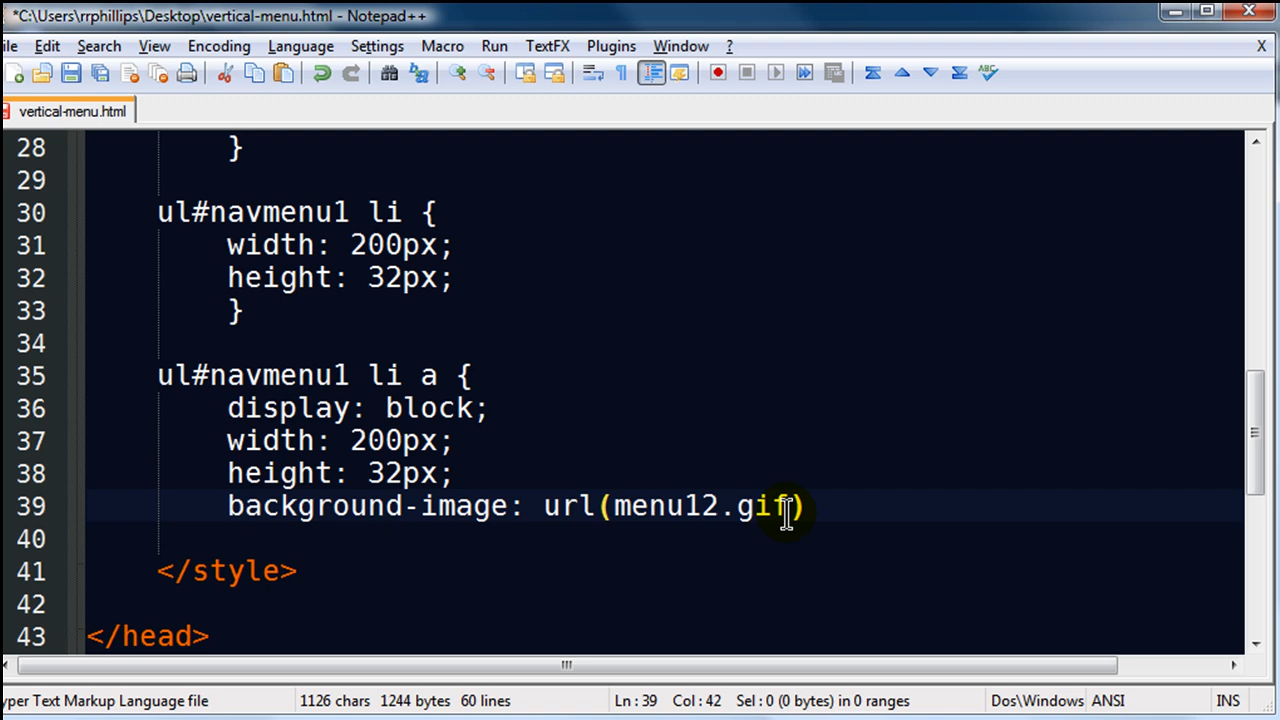 *C:\Users\rrphillips\Desktop\vertical-menu.html - Notepad++
ile Edit Search View Encoding Language Settings Macro Run TextFX Plugins Window ? X
vertical-menu.html
28 }
29
30 ul#navmenu1 li {
31 width: 200px;
32 height: 32px;
33 }
34
35 ul#navmenu1 li a {
36 display: block;
37 width: 200px;
38 height: 32px;
39 background-image: url(menu12.gif)
40
41 </style>
42
43 </head>
yper Text Markup Language file 1126 chars 1244 bytes 60 lines Ln : 39 Col : 42 Sel : 0 (0 bytes) in 0 ranges Dos\Windows ANSI INS